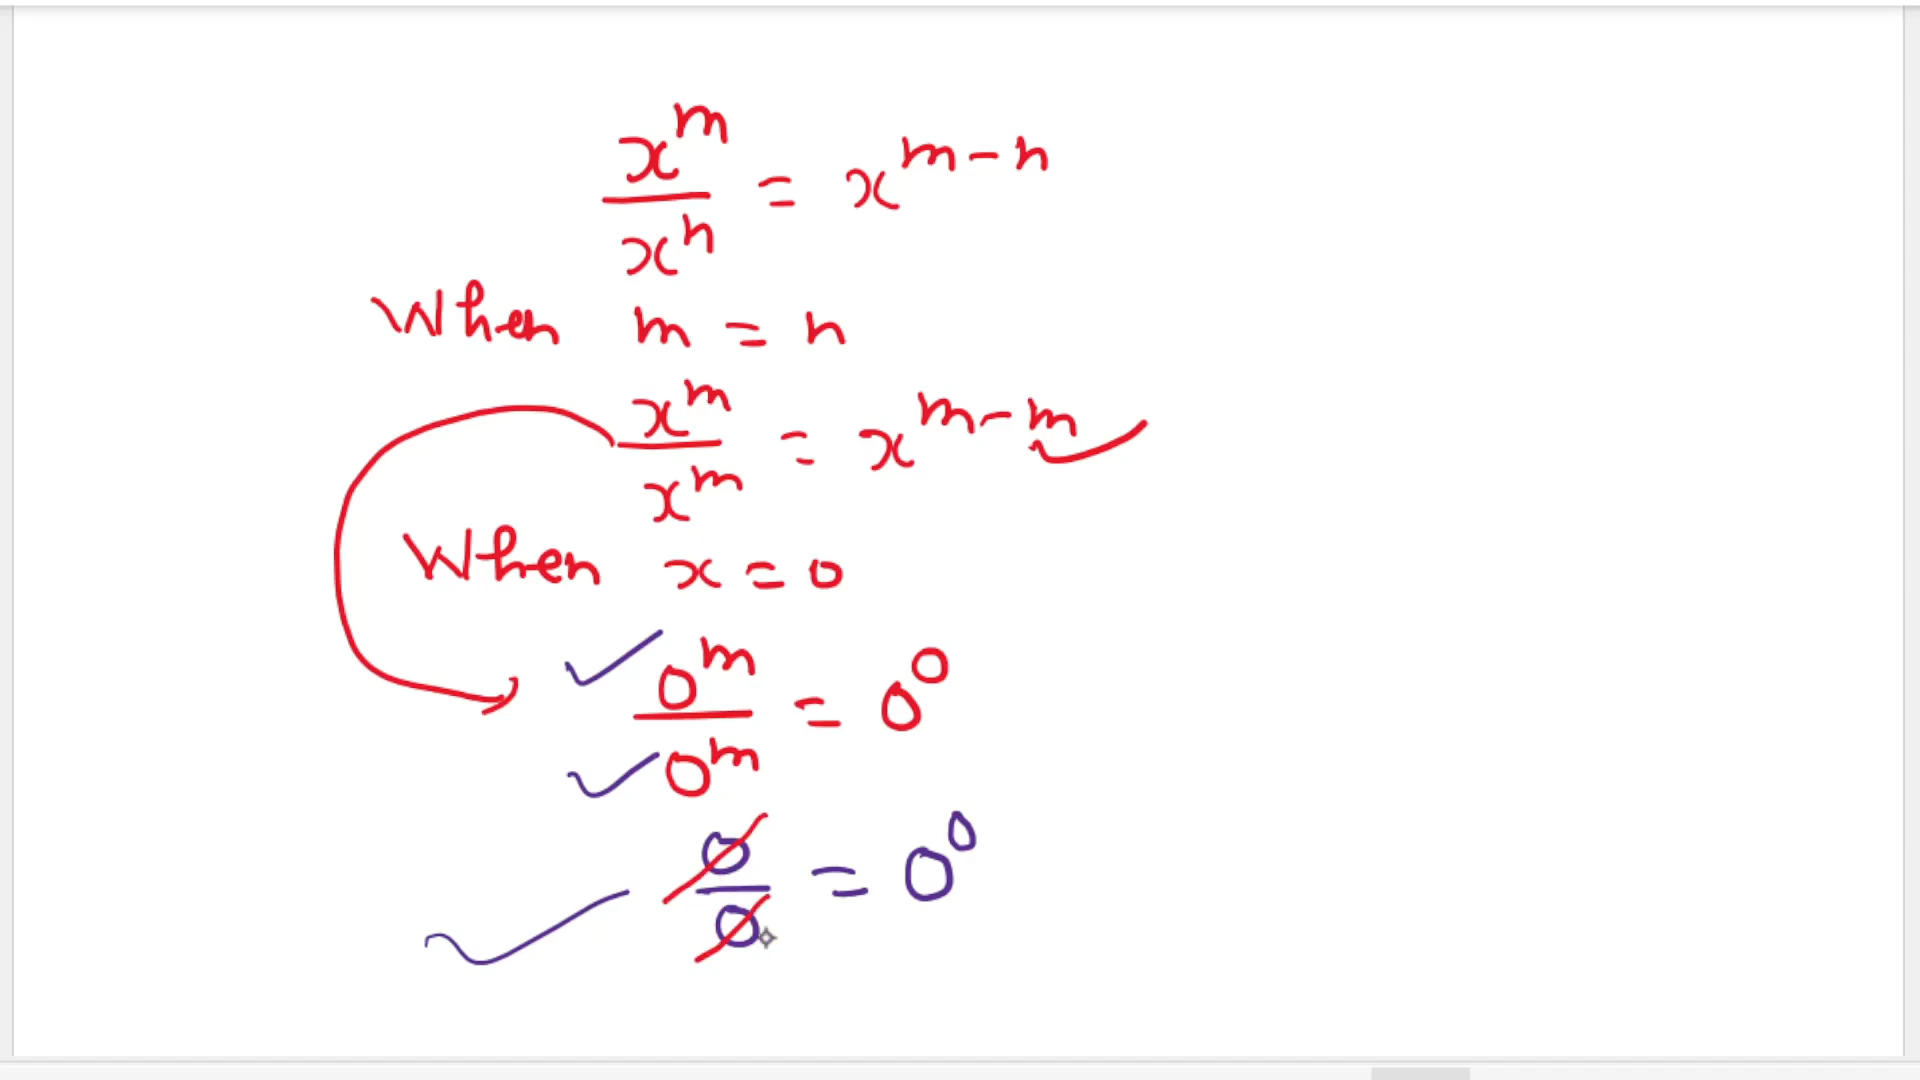 x^m / x^n = x^{m-n}
When m = n
x^m / x^m = x^{m-m}
When x = 0
0^m / 0^m = 0^0
0 / 0 = 0^0